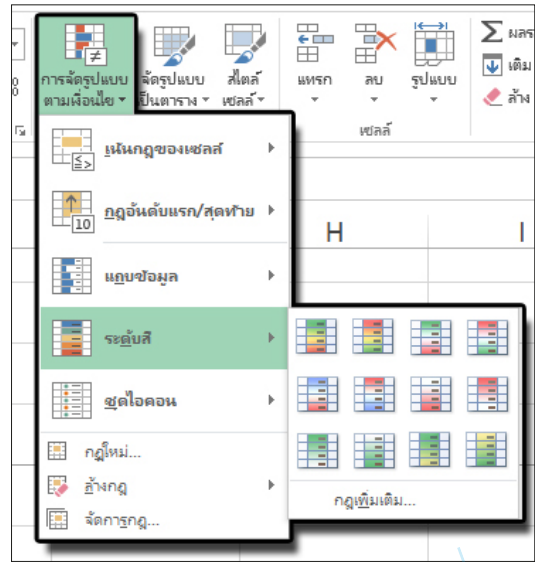 การจัดรูปแบบ
ตามเงื่อนไข
จัดรูปแบบ
เป็นตาราง
สไตล์
เซลล์
แทรก
ลบ
รูปแบบ
เซลล์
ผลร
เติม
ล้าง
เน้นกฎของเซลล์
กฎอันดับแรก/สุดท้าย
10
แถบข้อมูล
ระดับสี
ชุดไอคอน
กฎใหม่...
ล้างกฎ
จัดการกฎ...
H
I
กฎเพิ่มเติม...